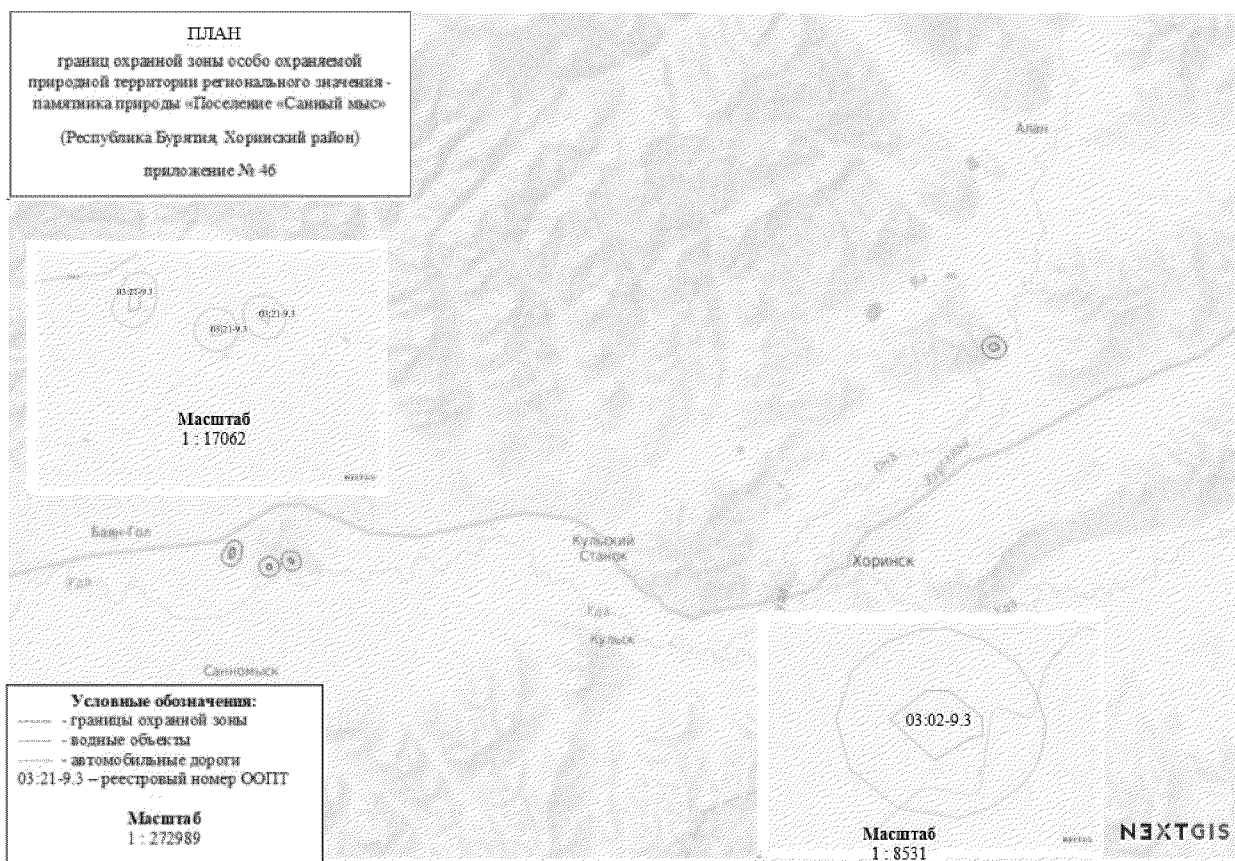 ПЛАН
границ охранной зоны особо охраняемой
природной территории регионального значения -
памятника природы «Поселение «Санный мыс»
(Республика Бурятия, Хоринский район)
приложение № 46
Алан
03:21-9.3
03:21-9.3
03:21-9.3
Масштаб
1 : 17062
Она
Баян-Гол
Уда
Кульский
Станок
Хоринск
Уда
Кульск
Уда
Санномыск
Условные обозначения:
- границы охранной зоны
- водные объекты
- автомобильные дороги
03:21-9.3 – реестровый номер ООПТ
Масштаб
1 : 272989
03:02-9.3
Масштаб
1 : 8531
NEXTGIS